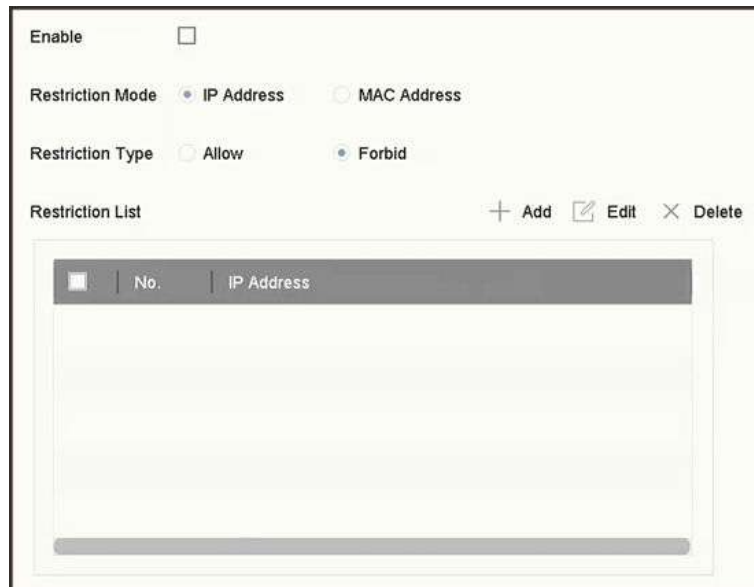 Enable
Restriction Mode IP Address MAC Address
Restriction Type Allow Forbid
Restriction List Add Edit Delete
No. IP Address